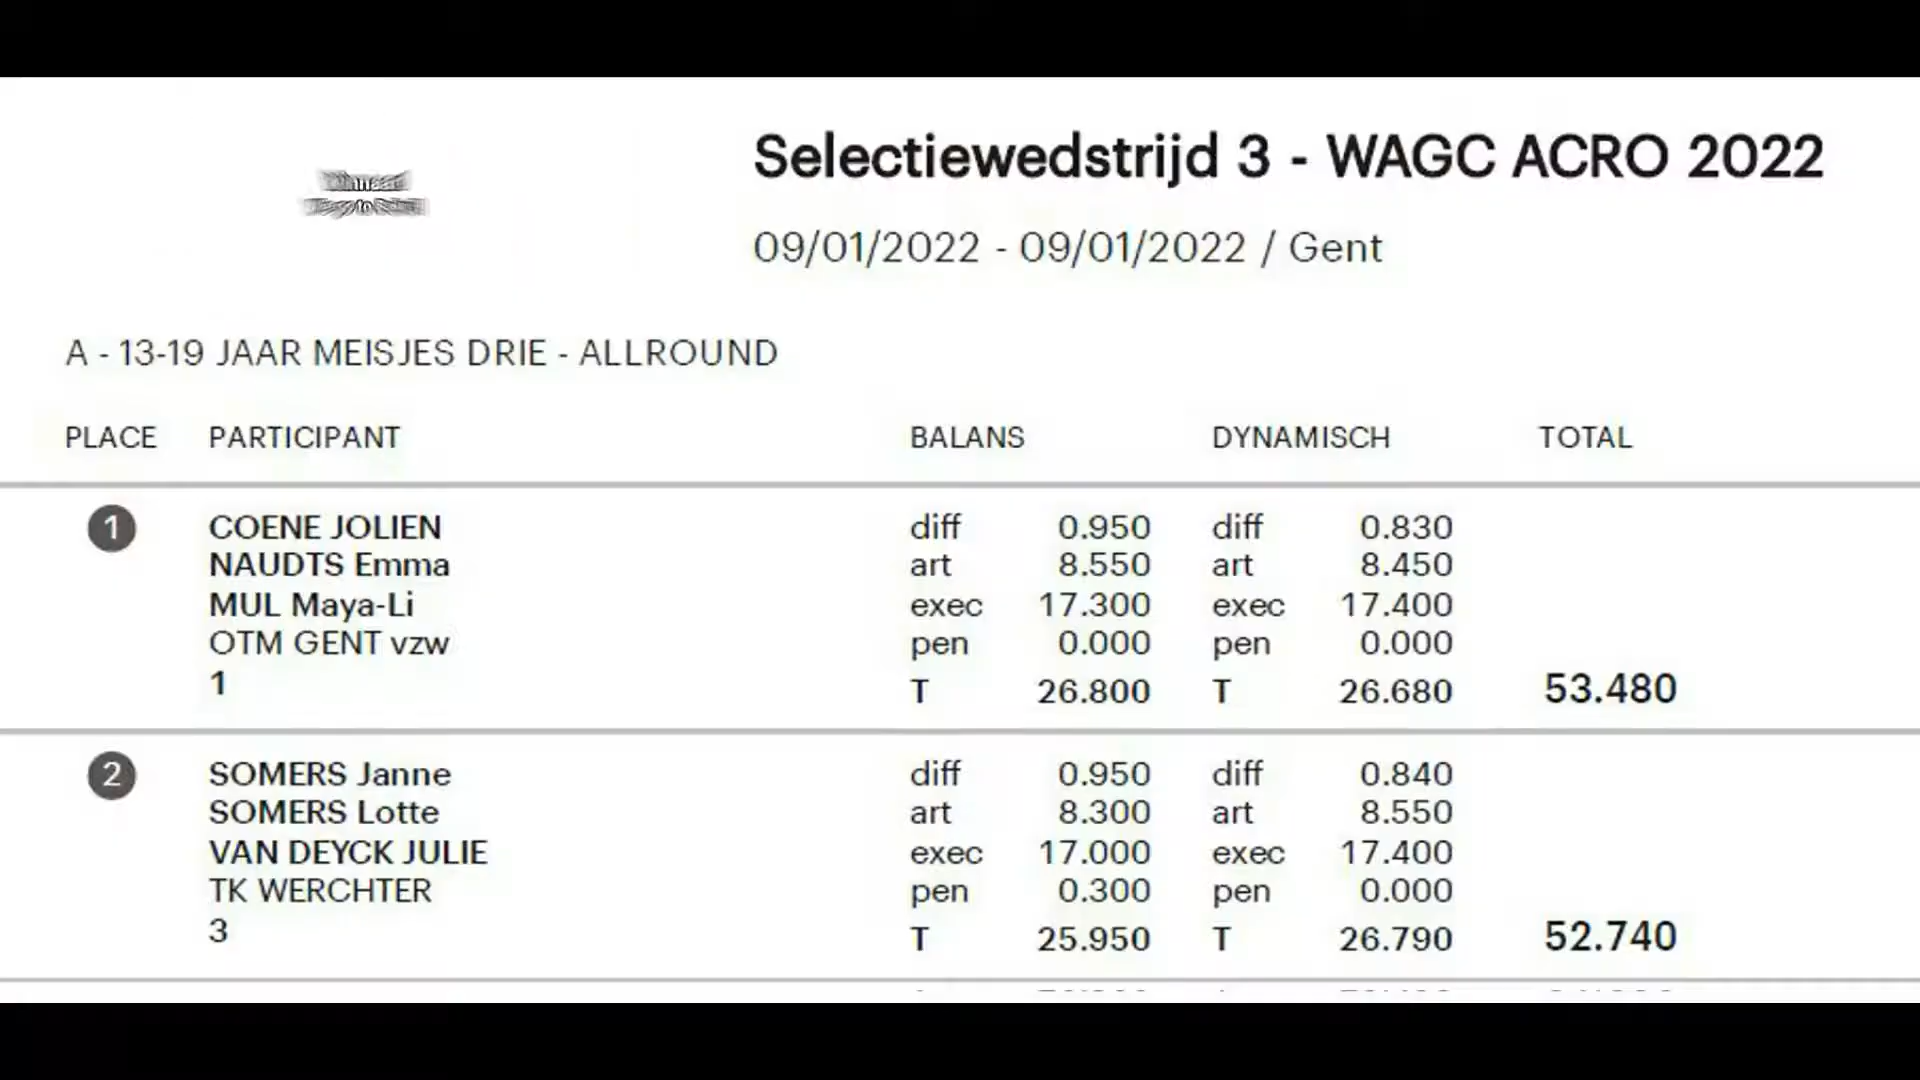 Selectiewedstrijd 3 - WAGC ACRO 2022
09/01/2022 - 09/01/2022 / Gent
A - 13-19 JAAR MEISJES DRIE - ALLROUND
PLACE PARTICIPANT BALANS DYNAMISCH TOTAL
1 COENE JOLIEN diff 0.950 diff 0.830
NAUDTS Emma art 8.550 art 8.450
MUL Maya-Li exec 17.300 exec 17.400
OTM GENT vzw pen 0.000 pen 0.000
1 T 26.800 T 26.680 53.480
2 SOMERS Janne diff 0.950 diff 0.840
SOMERS Lotte art 8.300 art 8.550
VAN DEYCK JULIE exec 17.000 exec 17.400
TK WERCHTER pen 0.300 pen 0.000
3 T 25.950 T 26.790 52.740